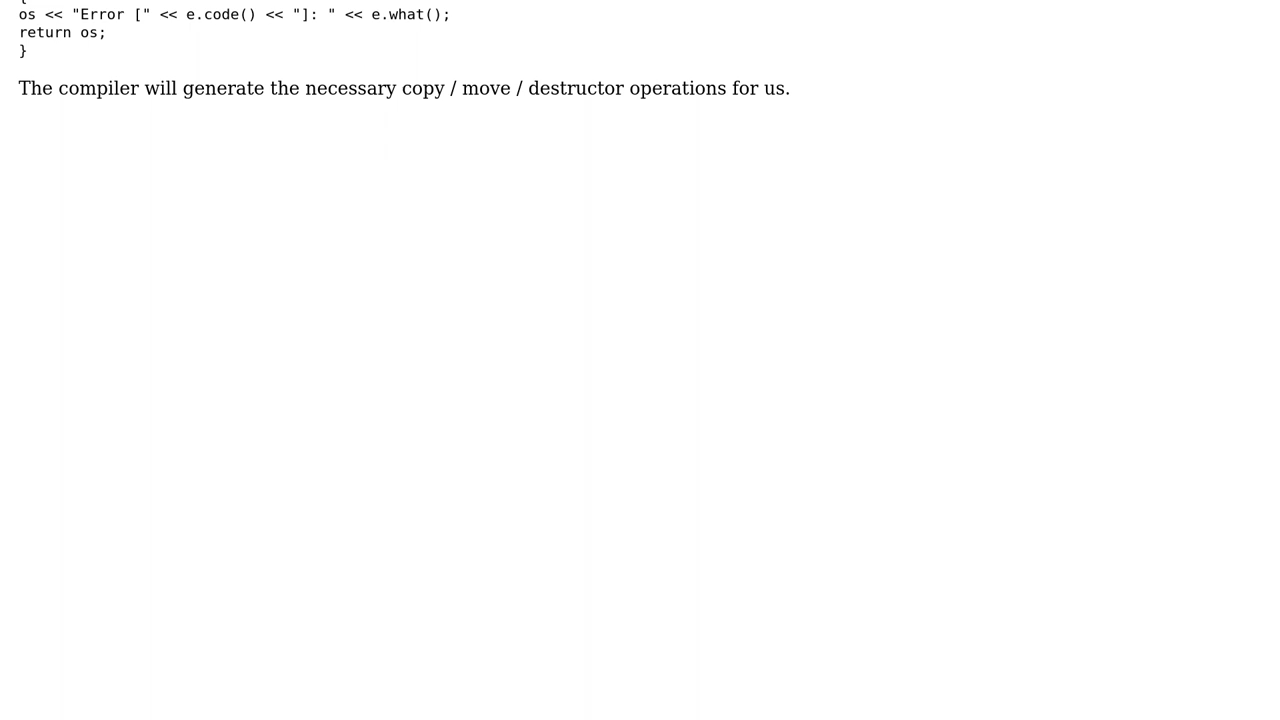 os << "Error [" << e.code() << "]: " << e.what();
return os;
}
The compiler will generate the necessary copy / move / destructor operations for us.